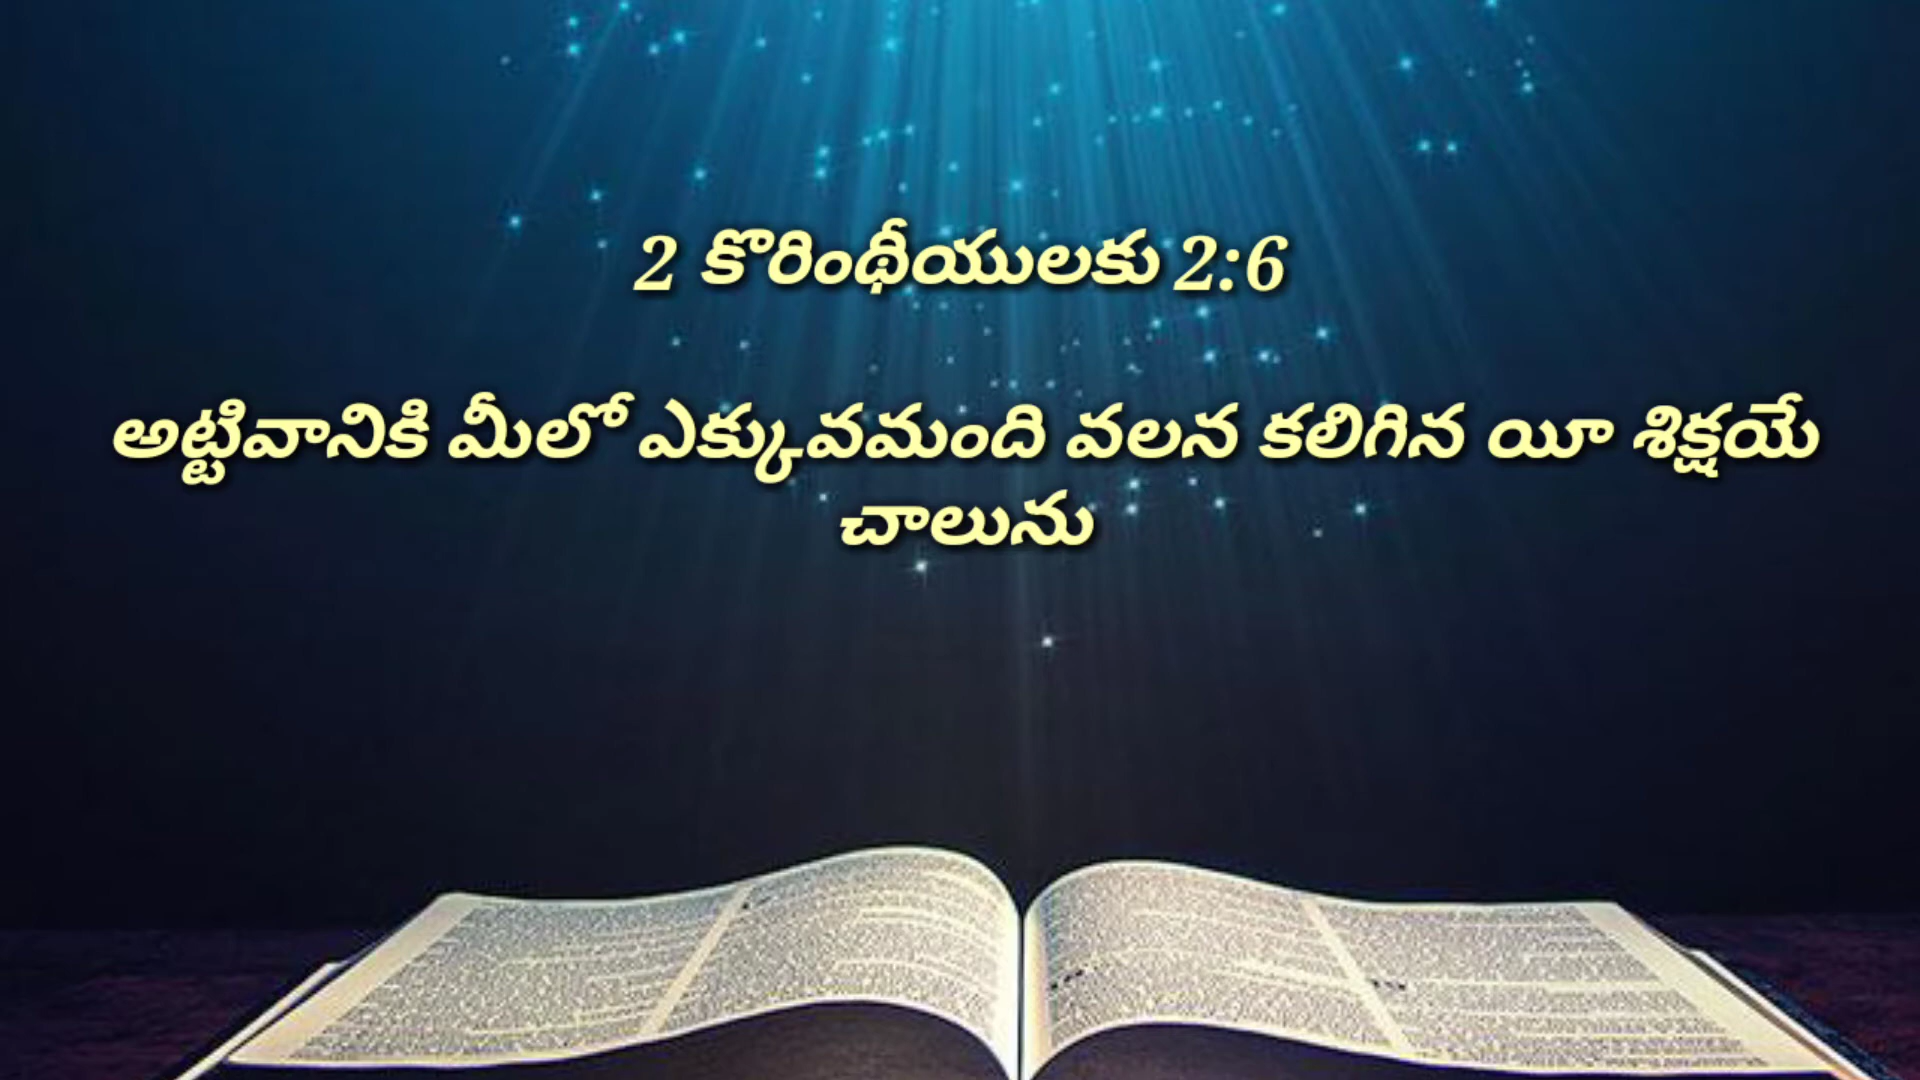 2 కొరింథీయులకు 2:6
అట్టివానికి మీలో ఎక్కువమంది వలన కలిగిన యీ శిక్షయే
చాలును